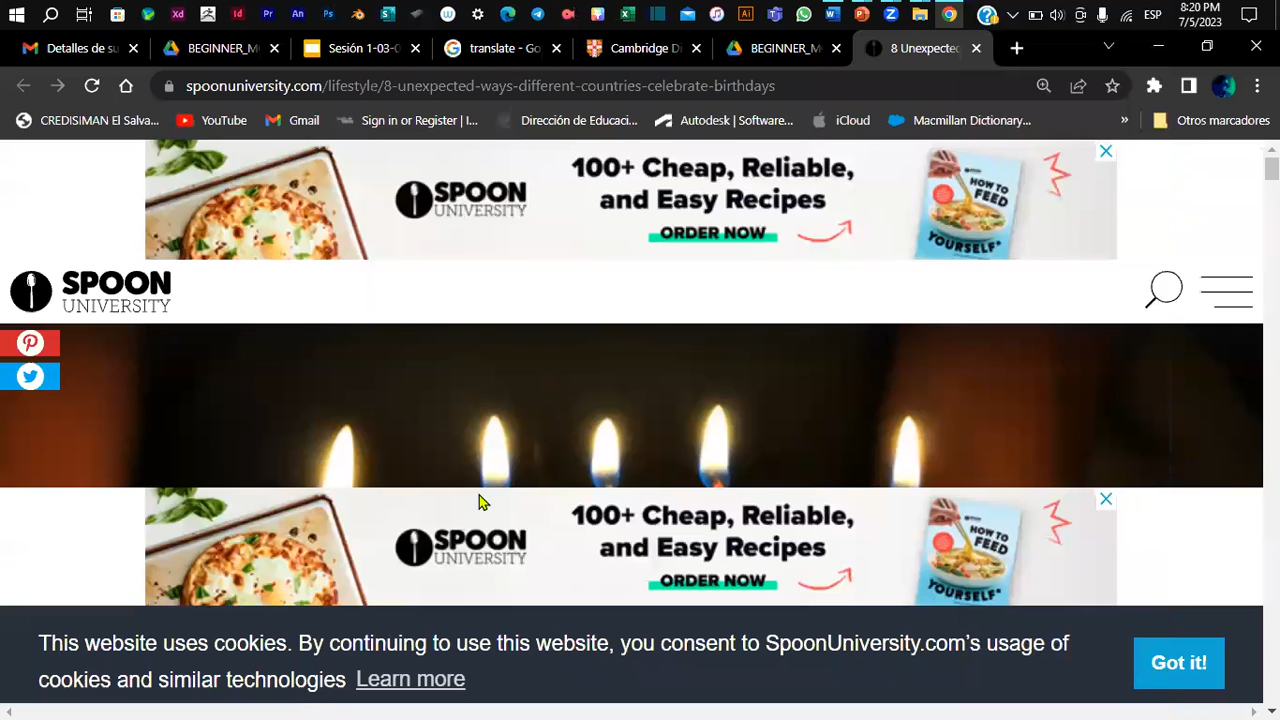 8:20 PM
ESP
7/5/2023
Detalles de su
BEGINNER_M
Sesión 1-03-0
translate - Go
Cambridge D
BEGINNER_M
8 Unexpected
spoonuniversity.com/lifestyle/8-unexpected-ways-different-countries-celebrate-birthdays
CREDISIMAN El Salva...
YouTube
Gmail
Sign in or Register | I...
Dirección de Educaci...
Autodesk | Software...
iCloud
Macmillan Dictionary...
»
Otros marcadores
SPOON
UNIVERSITY
100+ Cheap, Reliable,
and Easy Recipes
ORDER NOW
HOW TO
FEED
YOURSELF*
SPOON
UNIVERSITY
SPOON
UNIVERSITY
100+ Cheap, Reliable,
and Easy Recipes
ORDER NOW
HOW TO
FEED
YOURSELF*
This website uses cookies. By continuing to use this website, you consent to SpoonUniversity.com’s usage of
cookies and similar technologies Learn more
Got it!